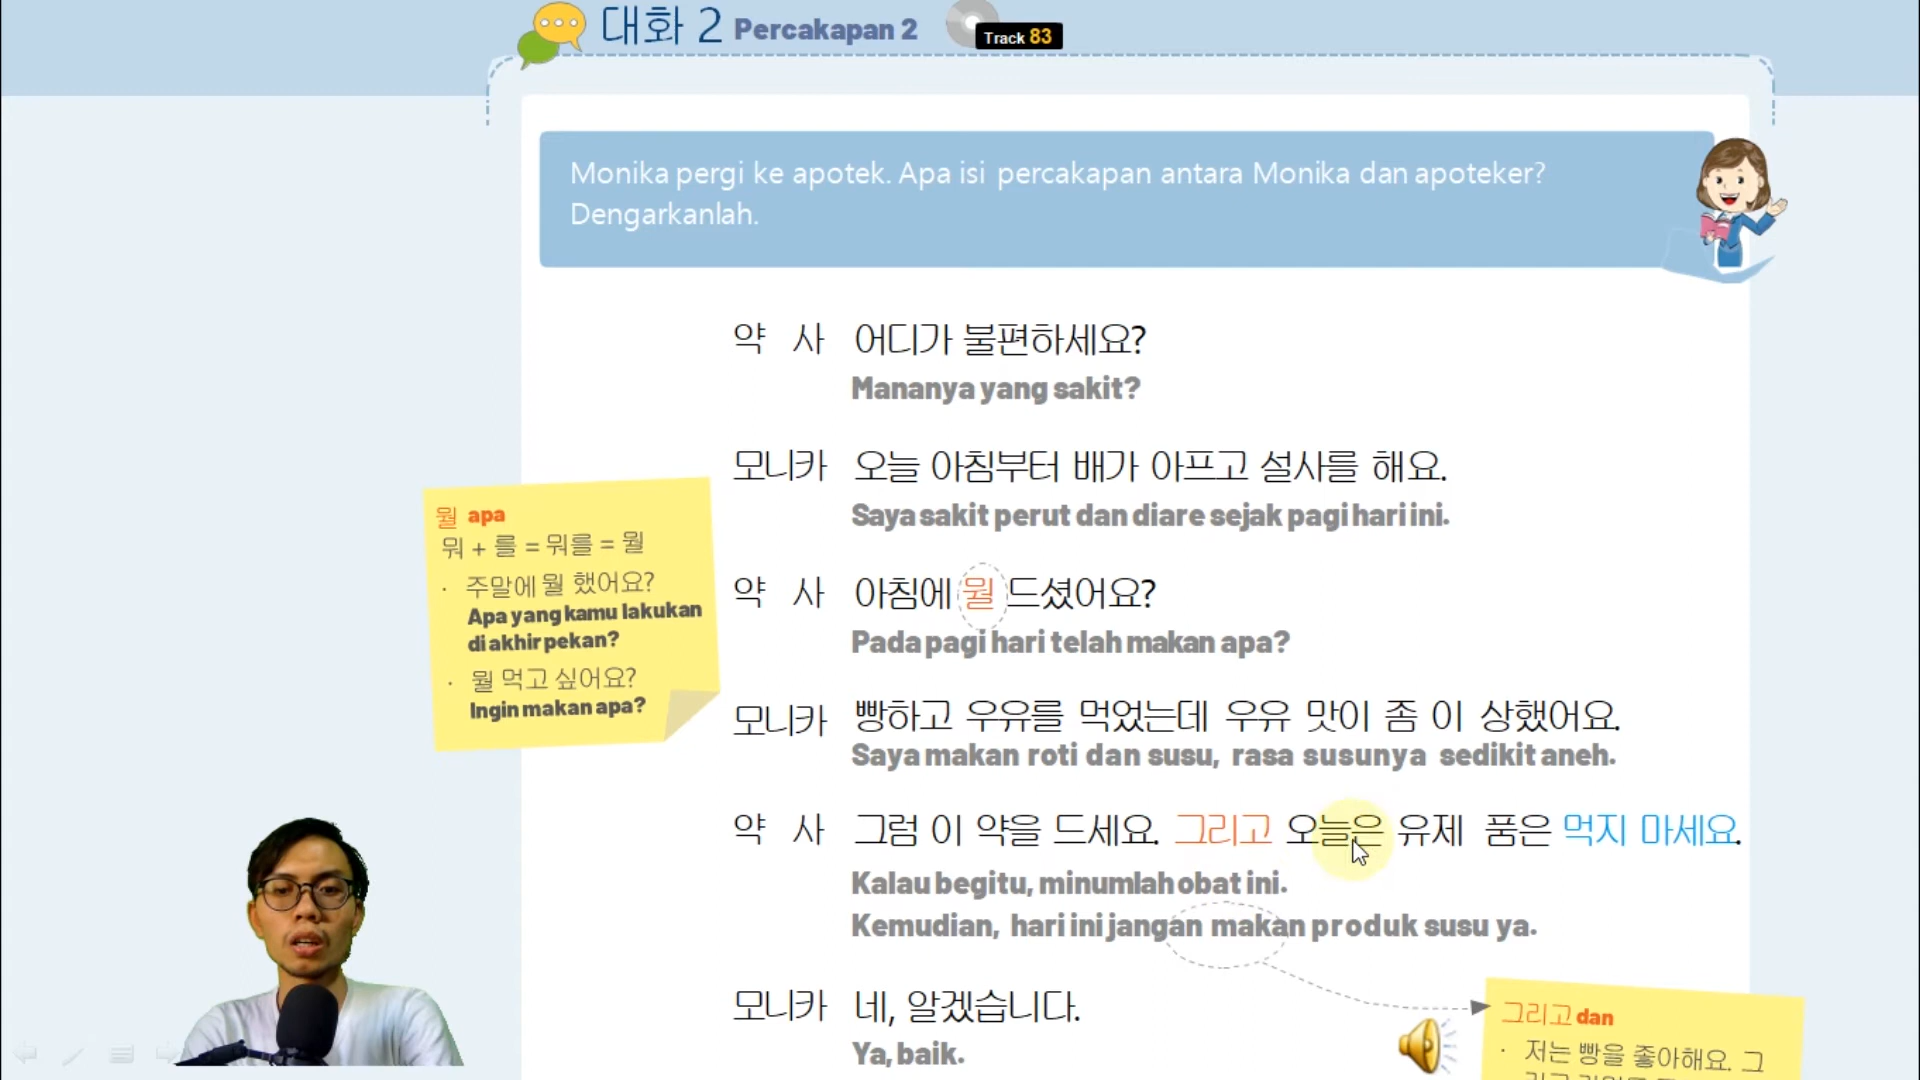 대화 2 Percakapan 2
Track 83
Monika pergi ke apotek. Apa isi percakapan antara Monika dan apoteker?
Dengarkanlah.
약 사 어디가 불편하세요?
Mananya yang sakit?
모니카 오늘 아침부터 배가 아프고 설사를 해요.
Saya sakit perut dan diare sejak pagi hari ini.
뭘 apa
뭐 + 를 = 뭐를 = 뭘
· 주말에 뭘 했어요?
Apa yang kamu lakukan
di akhir pekan?
· 뭘 먹고 싶어요?
Ingin makan apa?
약 사 아침에 뭘 드셨어요?
Pada pagi hari telah makan apa?
모니카 빵하고 우유를 먹었는데 우유 맛이 좀 이 상했어요.
Saya makan roti dan susu, rasa susunya sedikit aneh.
약 사 그럼 이 약을 드세요. 그리고 오늘은 유제 품은 먹지 마세요.
Kalau begitu, minumlah obat ini.
Kemudian, hari ini jangan makan produk susu ya.
모니카 네, 알겠습니다.
Ya, baik.
그리고 dan
· 저는 빵을 좋아해요. 그